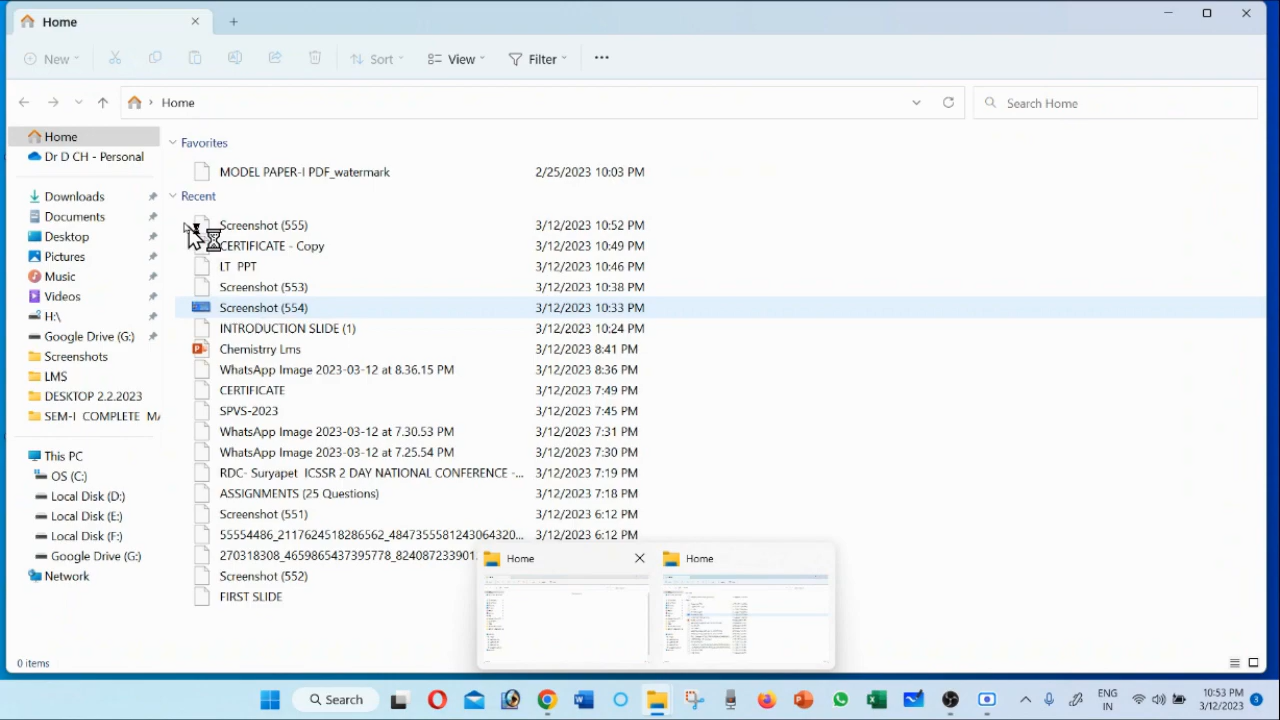 Home
New
Sort
View
Filter
Home
Search Home
Home
Dr D CH - Personal
Downloads
Documents
Desktop
Pictures
Music
Videos
H:\
Google Drive (G:)
Screenshots
LMS
DESKTOP 2.2.2023
SEM-I COMPLETE MA
This PC
OS (C:)
Local Disk (D:)
Local Disk (E:)
Local Disk (F:)
Google Drive (G:)
Network
Favorites
MODEL PAPER-I PDF_watermark 2/25/2023 10:03 PM
Recent
Screenshot (555) 3/12/2023 10:52 PM
CERTIFICATE - Copy 3/12/2023 10:49 PM
LT PPT 3/12/2023 10:46 PM
Screenshot (553) 3/12/2023 10:38 PM
Screenshot (554) 3/12/2023 10:33 PM
INTRODUCTION SLIDE (1) 3/12/2023 10:24 PM
Chemistrry Lms 3/12/2023 8:41 PM
WhatsApp Image 2023-03-12 at 8.36.15 PM 3/12/2023 8:36 PM
CERTIFICATE 3/12/2023 7:49 PM
SPVS-2023 3/12/2023 7:45 PM
WhatsApp Image 2023-03-12 at 7.30.53 PM 3/12/2023 7:31 PM
WhatsApp Image 2023-03-12 at 7.25.54 PM 3/12/2023 7:30 PM
RDC- Suryapet ICSSR 2 DAY NATIONAL CONFERENCE -... 3/12/2023 7:19 PM
ASSIGNMENTS (25 Questions) 3/12/2023 7:18 PM
Screenshot (551) 3/12/2023 6:12 PM
55554486_2117624518286562_4847355581243064320... 3/12/2023 6:12 PM
270318308_4659865437395778_824087233901
Screenshot (552)
FIRST SLIDE
Home
Home
0 items
Search
ENG
IN
10:53 PM
3/12/2023
3